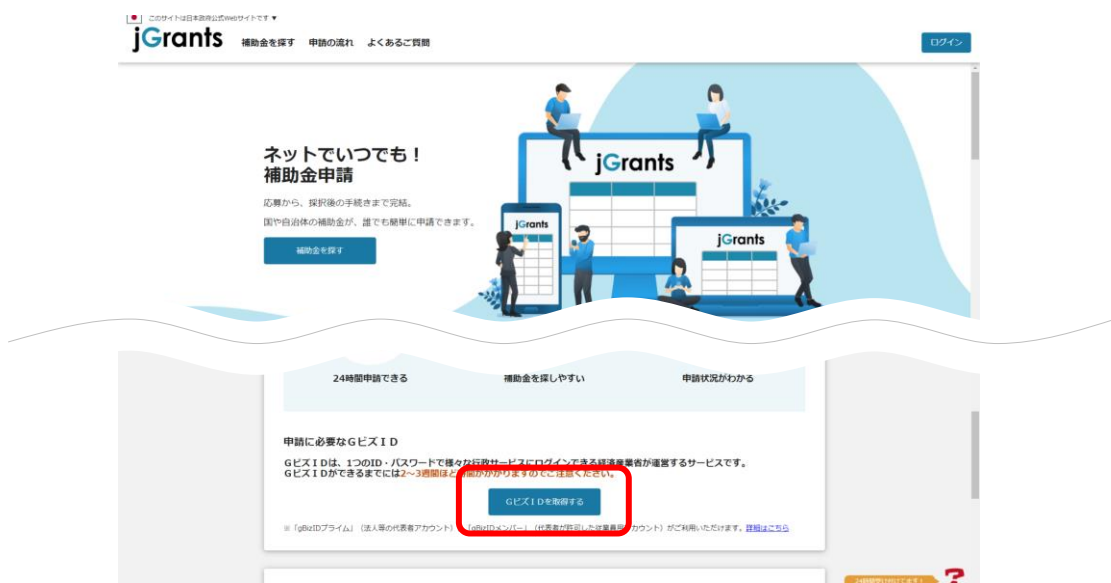 このサイトは日本政府公式Webサイトです ▼
jGrants 補助金を探す 申請の流れ よくあるご質問 ログイン
ネットでいつでも！
補助金申請
応募から、採択後の手続きまで完結。
国や自治体の補助金が、誰でも簡単に申請できます。
補助金を探す
jGrants
jGrants
jGrants
24時間申請できる 補助金を探しやすい 申請状況がわかる
申請に必要なGビズＩＤ
GビズＩＤは、1つのID・パスワードで様々な行政サービスにログインできる経済産業省が運営するサービスです。
GビズＩＤができるまでには2～3週間ほど時間がかかりますのでご注意ください。
GビズＩＤを取得する
※「gBizIDプライム」（法人等の代表者アカウント）「gBizIDメンバー」（代表者が許可した従業員用アカウント）がご利用いただけます。詳細はこちら
24時間受け付けてます！ ?